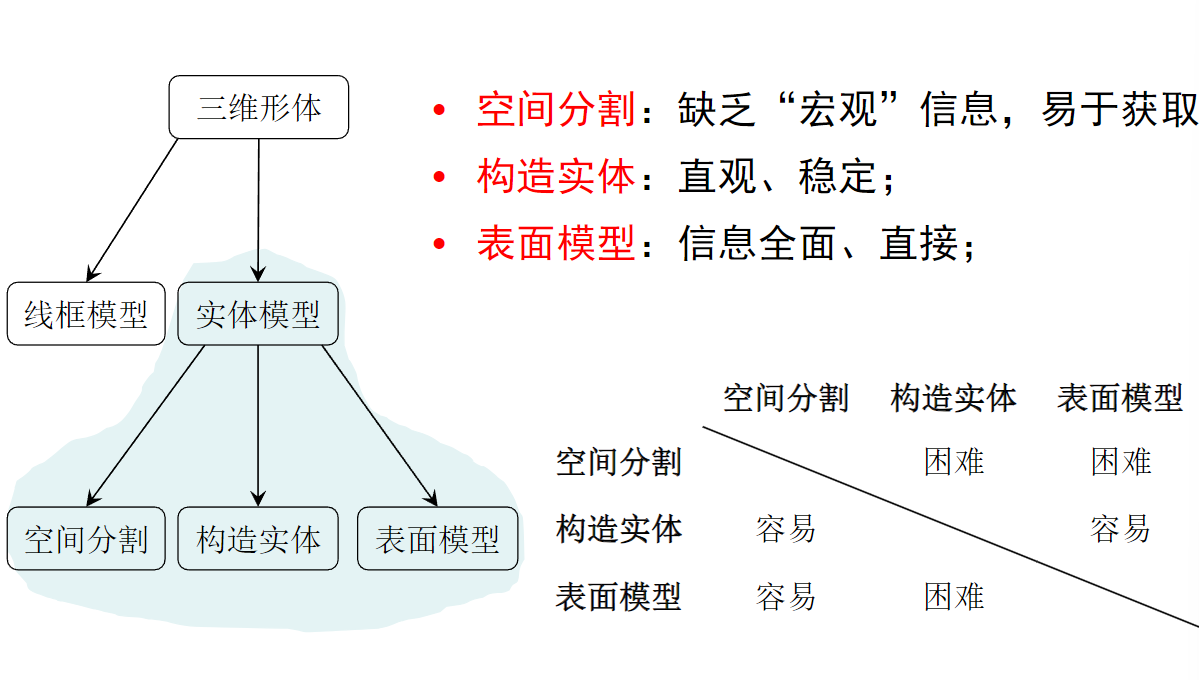 三维形体
线框模型 实体模型
空间分割 构造实体 表面模型
• 空间分割：缺乏“宏观”信息，易于获取
• 构造实体：直观、稳定；
• 表面模型：信息全面、直接；
空间分割 构造实体 表面模型
空间分割 困难 困难
构造实体 容易 容易
表面模型 容易 困难